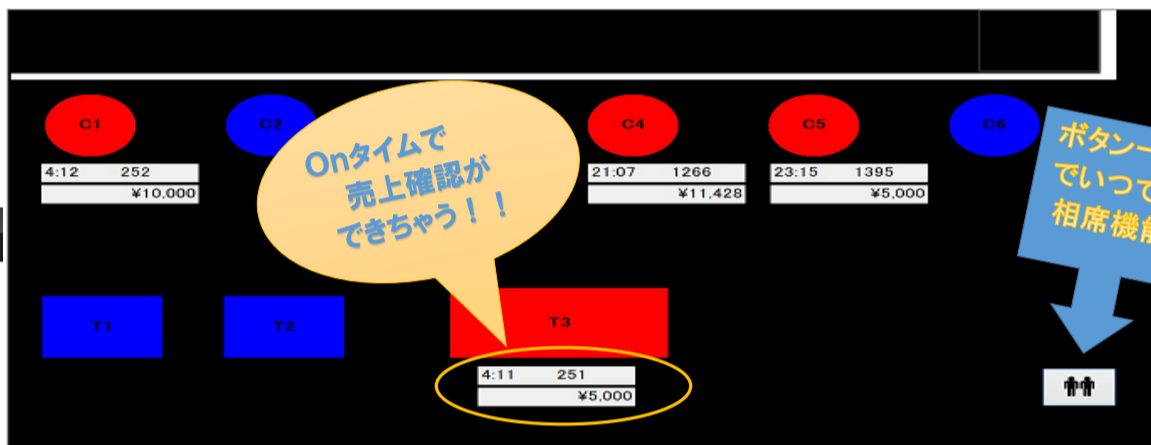 C1
C2
C4
C5
C6
4:12 252
¥10,000
21:07 1266
¥11,428
23:15 1395
¥5,000
Onタイムで
売上確認が
できちゃう！！
ボタン一
でいつで
相席機能
T1
T2
T3
4:11 251
¥5,000